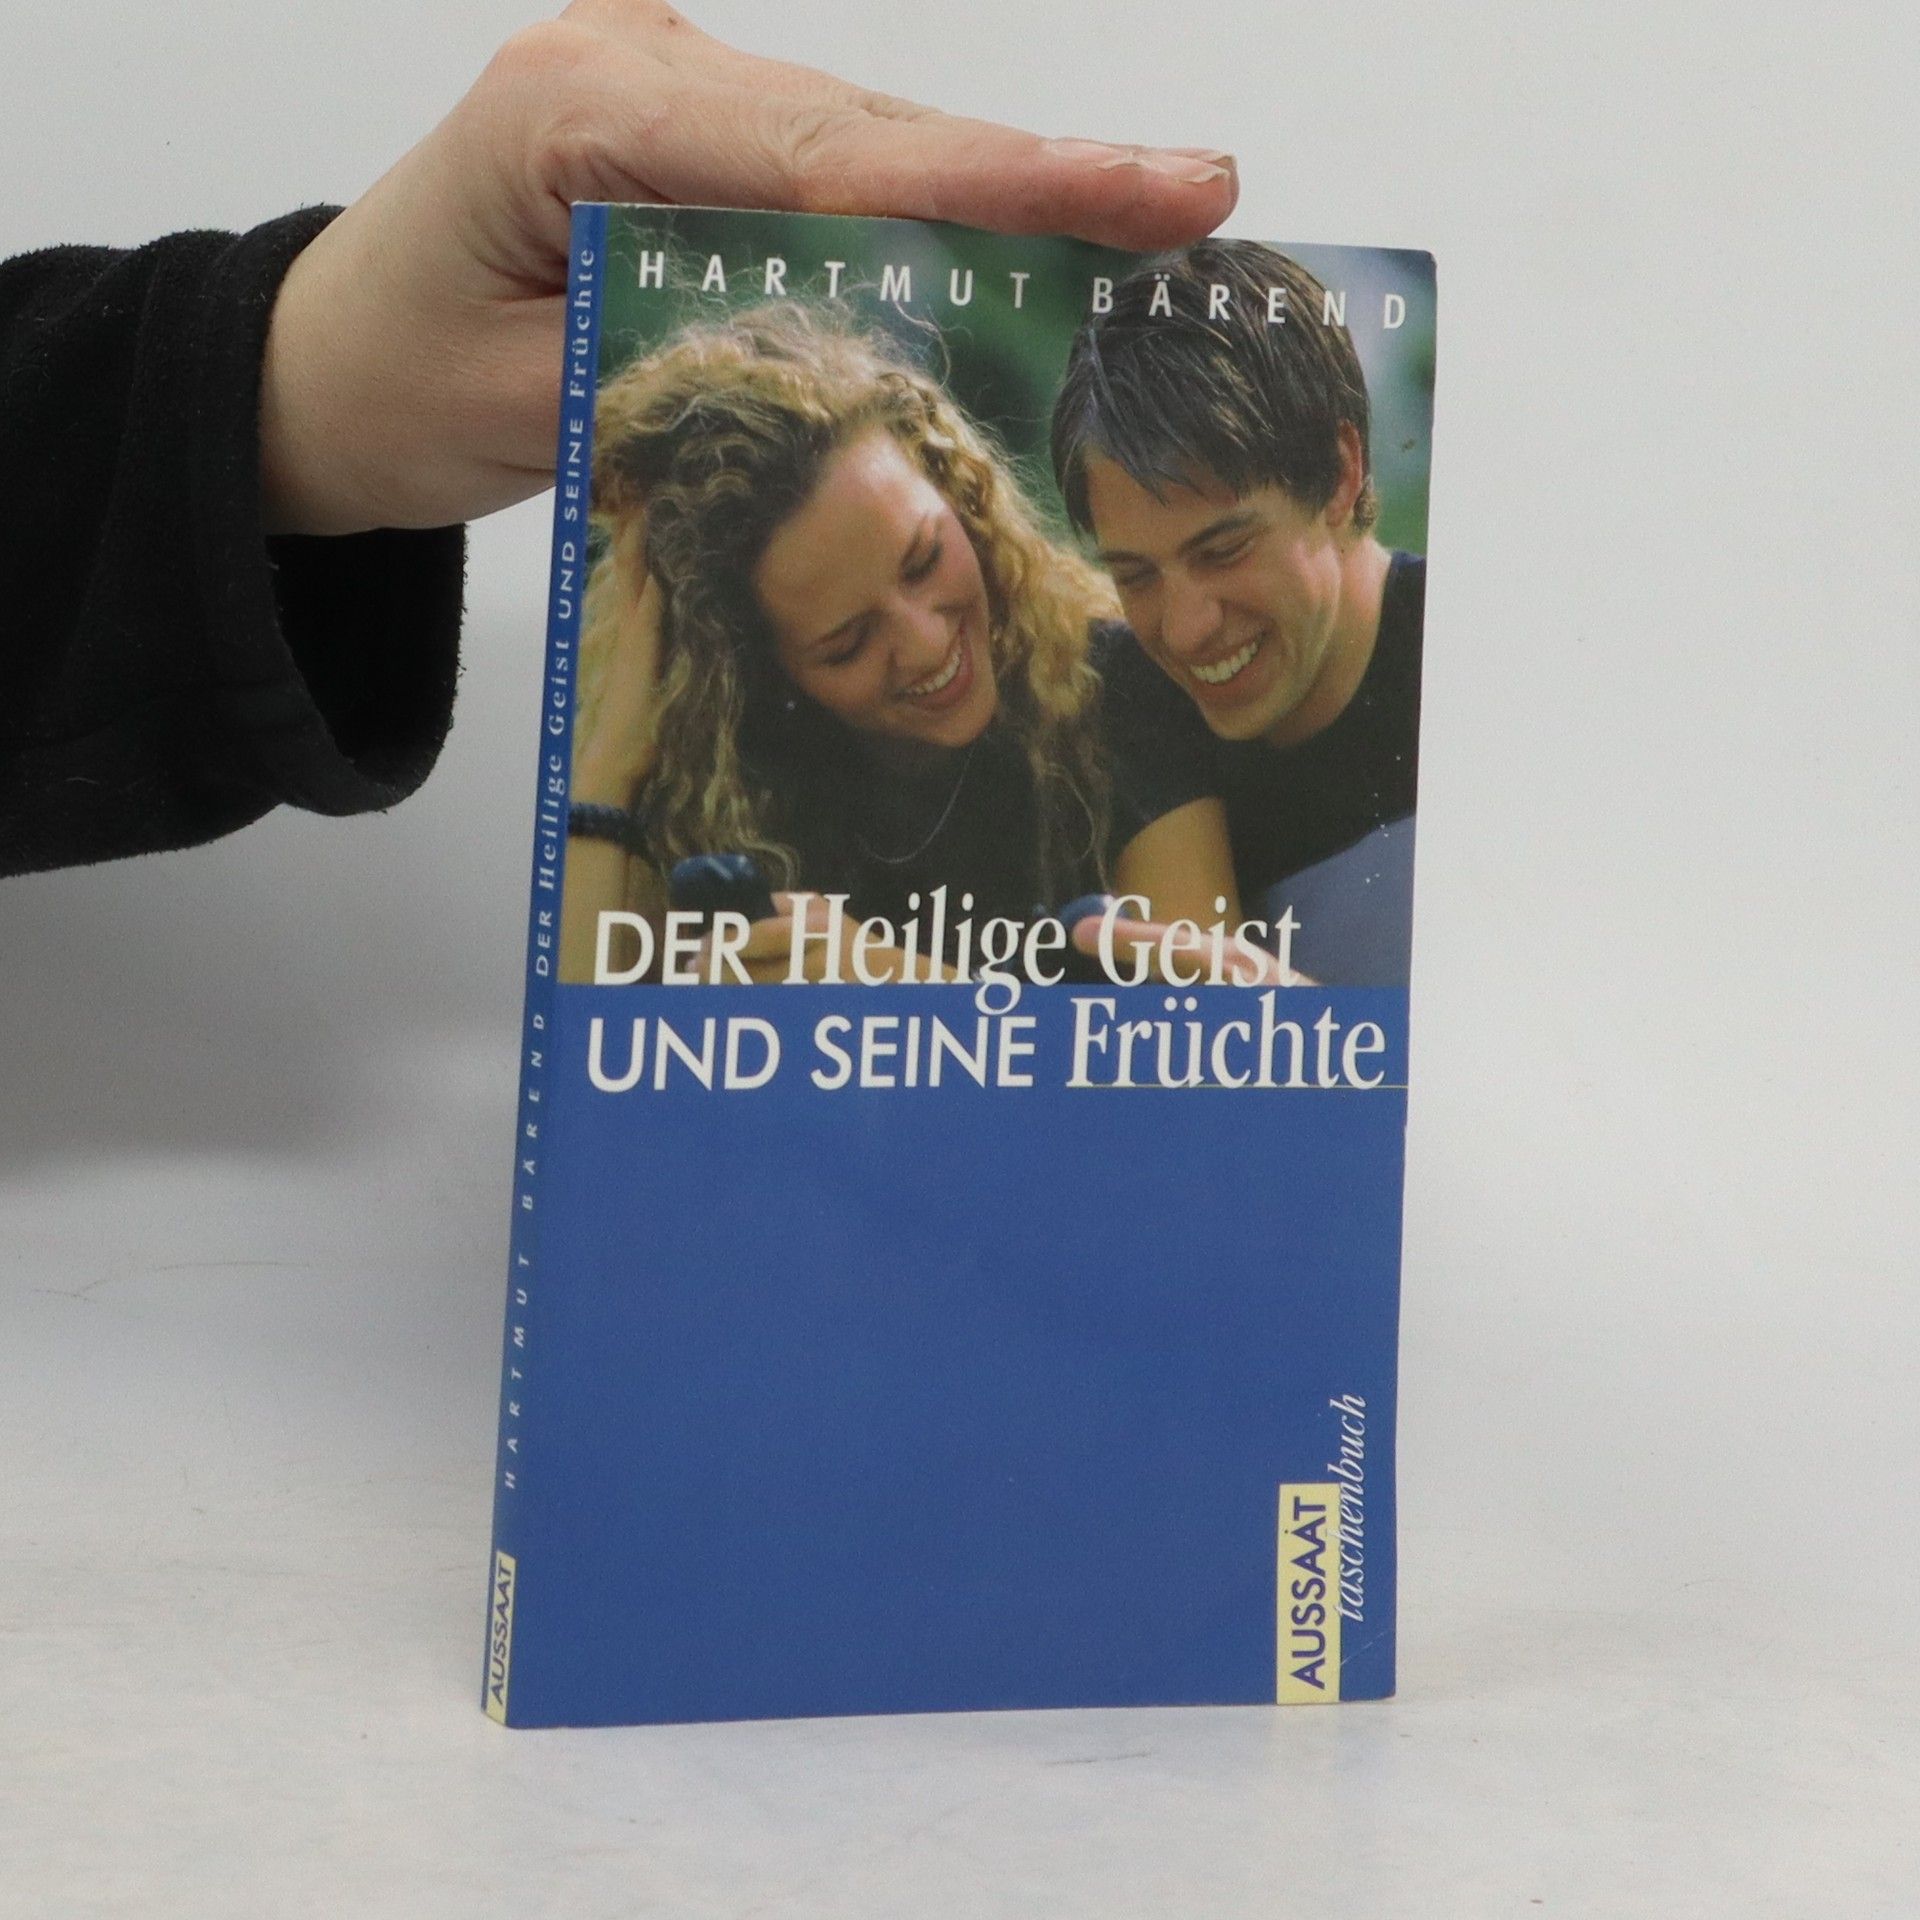 HARTMUT BÄREND
DER Heilige Geist
UND SEINE Früchte
AUSSAAT
taschenbuch
AUSSAAT HARTMUT BÄREND DER Heilige Geist UND SEINE Früchte